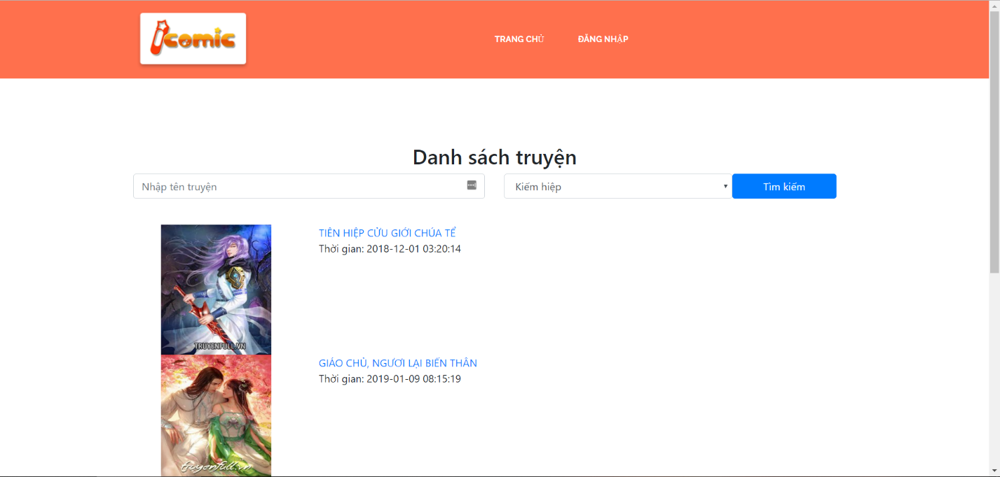 icomic
TRANG CHỦ
ĐĂNG NHẬP
Danh sách truyện
Nhập tên truyện
Kiếm hiệp
Tìm kiếm
TIÊN HIỆP CỬU GIỚI CHÚA TỂ
Thời gian: 2018-12-01 03:20:14
TRUYENFULL.VN
GIÁO CHỦ, NGƯƠI LẠI BIẾN THÂN
Thời gian: 2019-01-09 08:15:19
truyenfull.vn